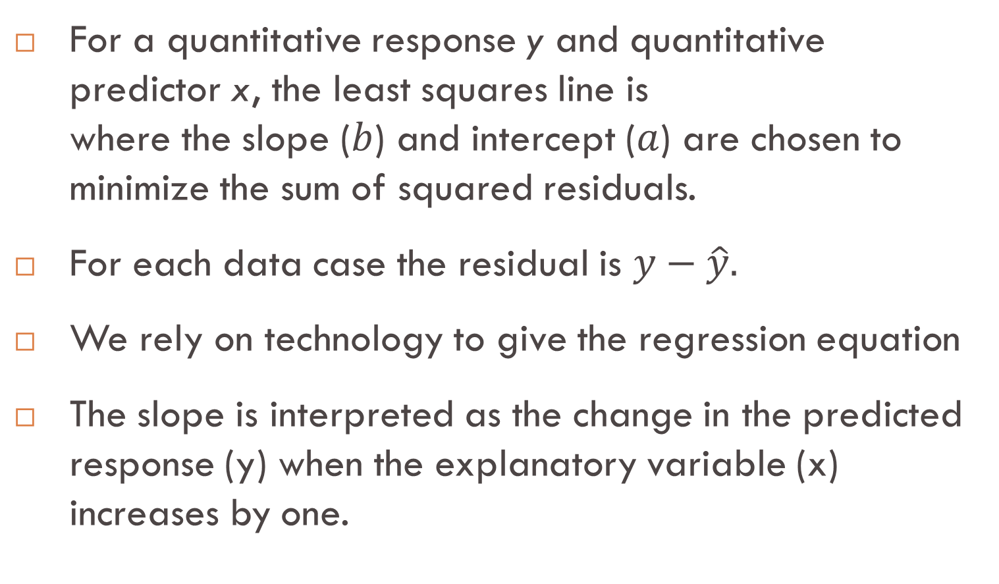 For a quantitative response y and quantitative
predictor x, the least squares line is
where the slope (b) and intercept (a) are chosen to
minimize the sum of squared residuals.
For each data case the residual is y − ŷ.
We rely on technology to give the regression equation
The slope is interpreted as the change in the predicted
response (y) when the explanatory variable (x)
increases by one.